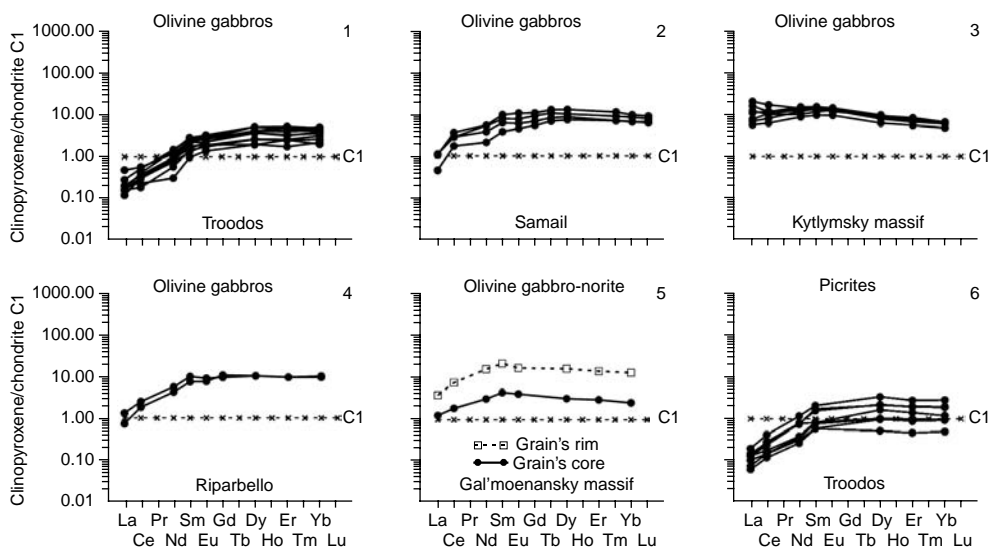 Olivine gabbros
1
Clinopyroxene/chondrite C1
1000.00
100.00
10.00
1.00
0.10
0.01
C1
Troodos
Olivine gabbros
2
C1
Samail
Olivine gabbros
3
C1
Kytlymsky massif
Olivine gabbros
4
Clinopyroxene/chondrite C1
1000.00
100.00
10.00
1.00
0.10
0.01
C1
Riparbello
La Pr Sm Gd Dy Er Yb
Ce Nd Eu Tb Ho Tm Lu
Olivine gabbro-norite
5
C1
Grain's rim
Grain's core
Gal'moenansky massif
La Pr Sm Gd Dy Er Yb
Ce Nd Eu Tb Ho Tm Lu
Picrites
6
C1
Troodos
La Pr Sm Gd Dy Er Yb
Ce Nd Eu Tb Ho Tm Lu